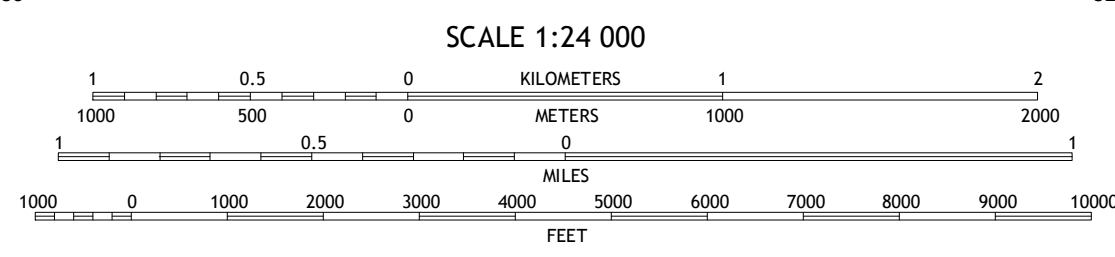 SCALE 1:24 000
1 0.5 0 KILOMETERS 1 2
1000 500 0 METERS 1000 2000
1 0.5 0 1
MILES
1000 0 1000 2000 3000 4000 5000 6000 7000 8000 9000 10000
FEET